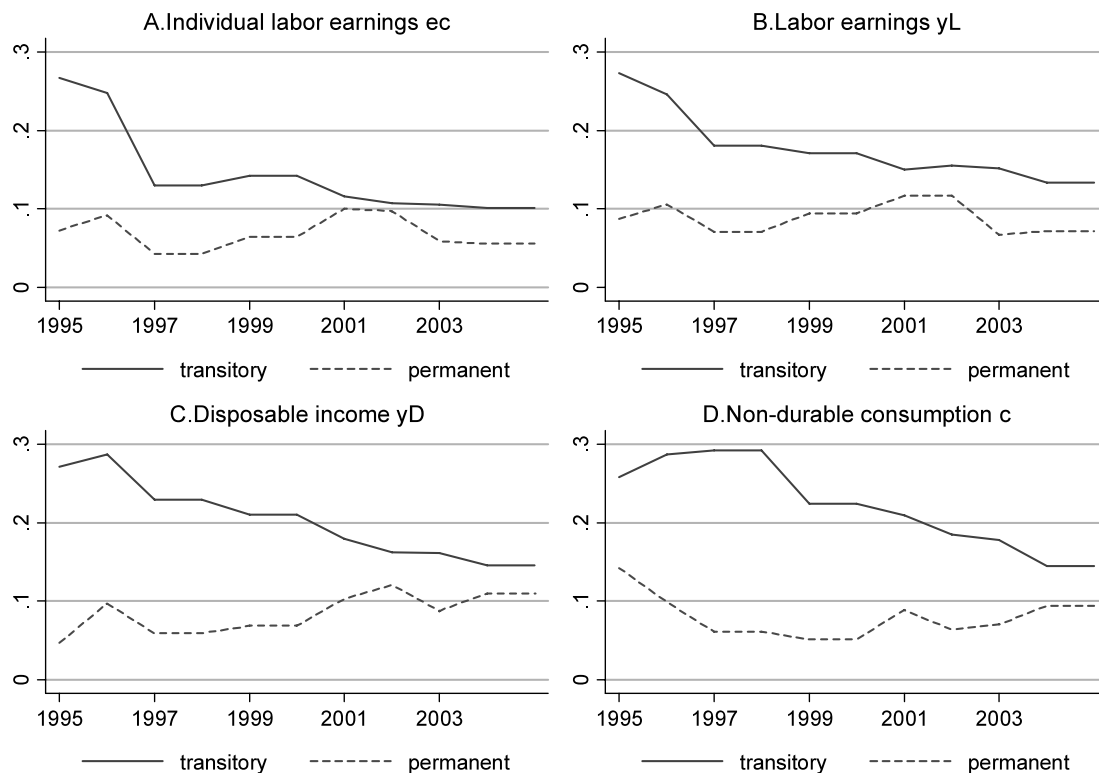 A.Individual labor earnings ec
.3
.2
.1
0
1995 1997 1999 2001 2003
transitory permanent
B.Labor earnings yL
.3
.2
.1
0
1995 1997 1999 2001 2003
transitory permanent
C.Disposable income yD
.3
.2
.1
0
1995 1997 1999 2001 2003
transitory permanent
D.Non-durable consumption c
.3
.2
.1
0
1995 1997 1999 2001 2003
transitory permanent